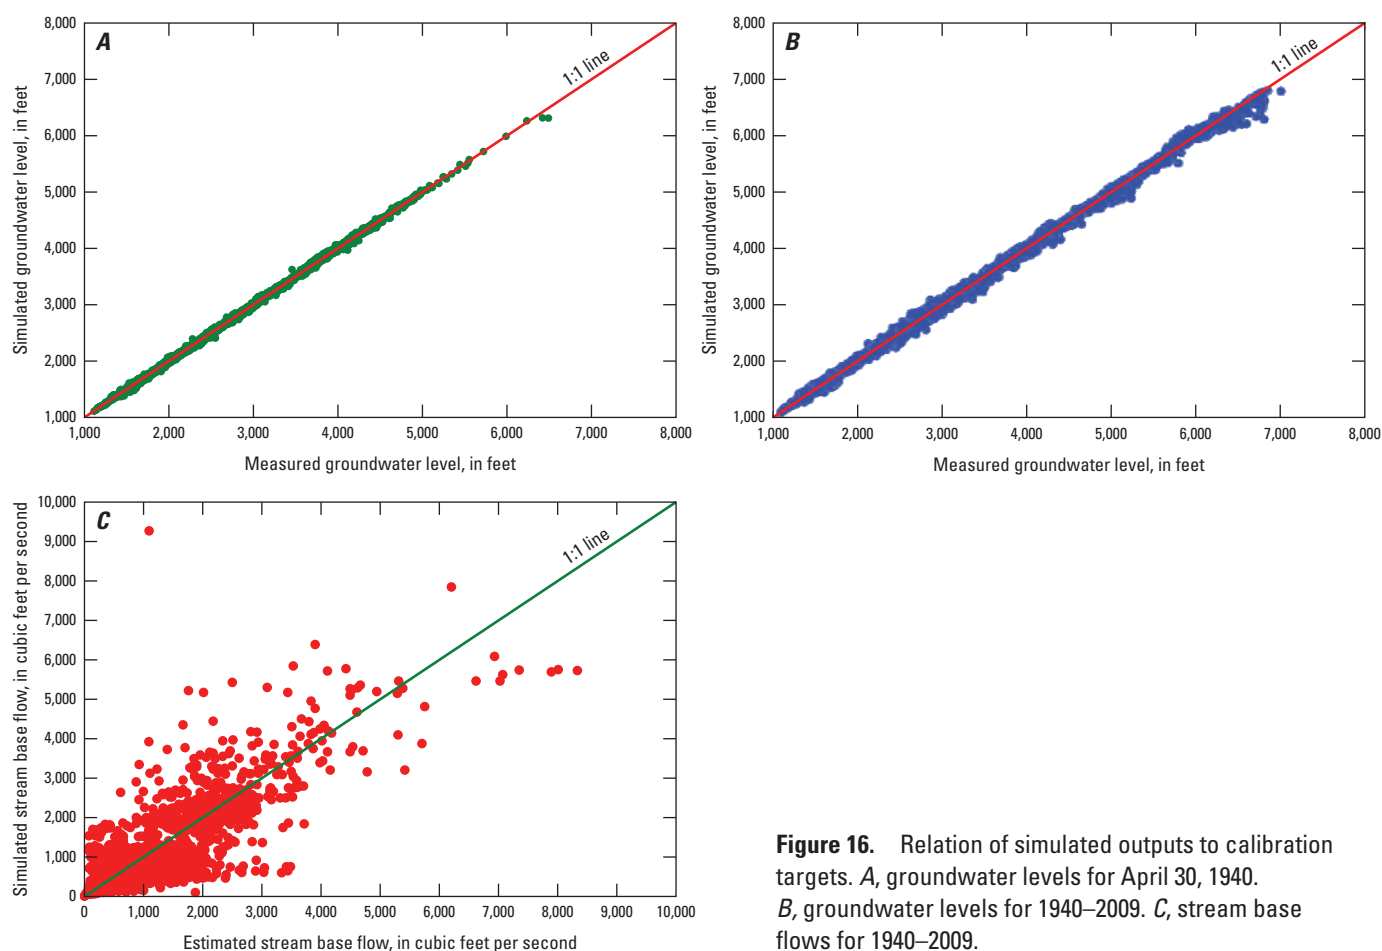 A
8,000
7,000
6,000
5,000
4,000
3,000
2,000
1,000
Simulated groundwater level, in feet
1:1 line
1,000 2,000 3,000 4,000 5,000 6,000 7,000 8,000
Measured groundwater level, in feet
B
8,000
7,000
6,000
5,000
4,000
3,000
2,000
1,000
Simulated groundwater level, in feet
1:1 line
1,000 2,000 3,000 4,000 5,000 6,000 7,000 8,000
Measured groundwater level, in feet
C
10,000
9,000
8,000
7,000
6,000
5,000
4,000
3,000
2,000
1,000
0
Simulated stream base flow, in cubic feet per second
1:1 line
0 1,000 2,000 3,000 4,000 5,000 6,000 7,000 8,000 9,000 10,000
Estimated stream base flow, in cubic feet per second
Figure 16. Relation of simulated outputs to calibration
targets. A, groundwater levels for April 30, 1940.
B, groundwater levels for 1940–2009. C, stream base
flows for 1940–2009.